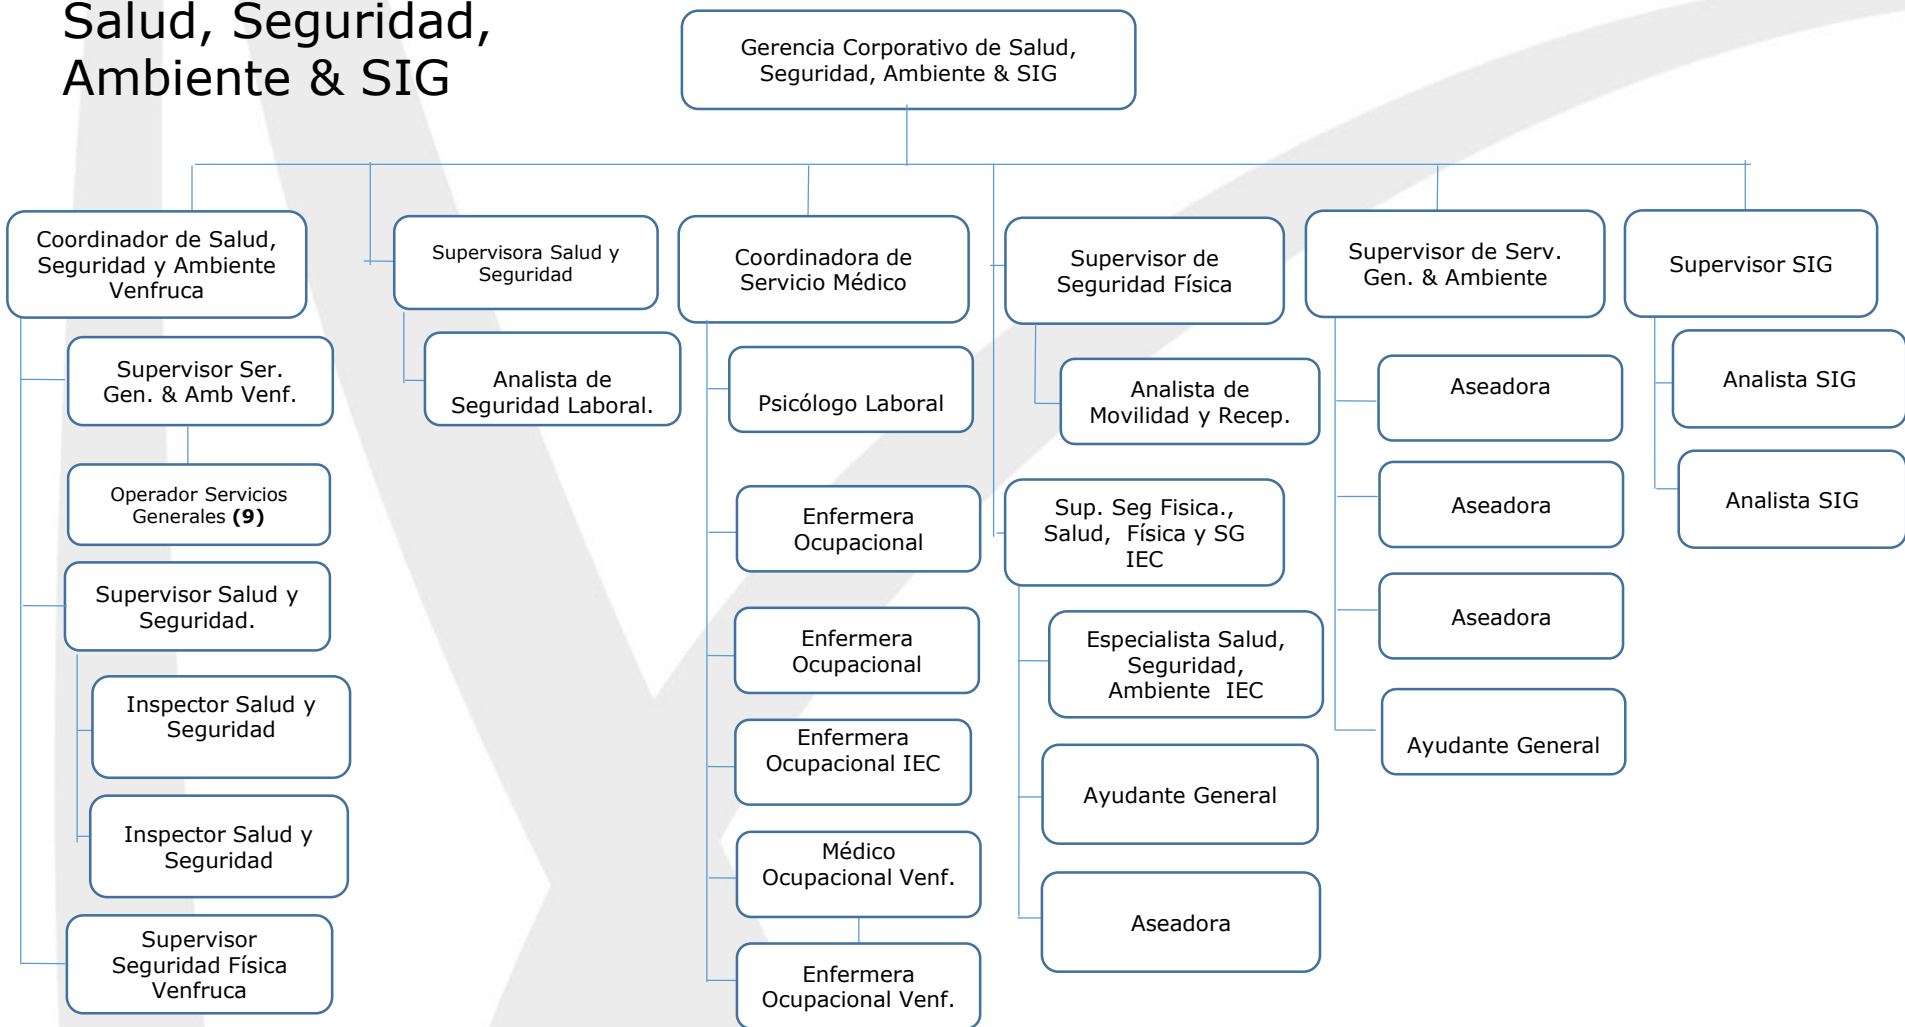 Salud, Seguridad,
Ambiente & SIG
Gerencia Corporativo de Salud,
Seguridad, Ambiente & SIG
Coordinador de Salud,
Seguridad y Ambiente
Venfruca
Supervisor Ser.
Gen. & Amb Venf.
Operador Servicios
Generales (9)
Supervisor Salud y
Seguridad.
Inspector Salud y
Seguridad
Inspector Salud y
Seguridad
Supervisor
Seguridad Física
Venfruca
Supervisora Salud y
Seguridad
Analista de
Seguridad Laboral.
Coordinadora de
Servicio Médico
Psicólogo Laboral
Enfermera
Ocupacional
Enfermera
Ocupacional
Enfermera
Ocupacional IEC
Médico
Ocupacional Venf.
Enfermera
Ocupacional Venf.
Supervisor de
Seguridad Física
Analista de
Movilidad y Recep.
Sup. Seg Fisica.,
Salud, Física y SG
IEC
Especialista Salud,
Seguridad,
Ambiente IEC
Ayudante General
Aseadora
Supervisor de Serv.
Gen. & Ambiente
Aseadora
Aseadora
Aseadora
Ayudante General
Supervisor SIG
Analista SIG
Analista SIG